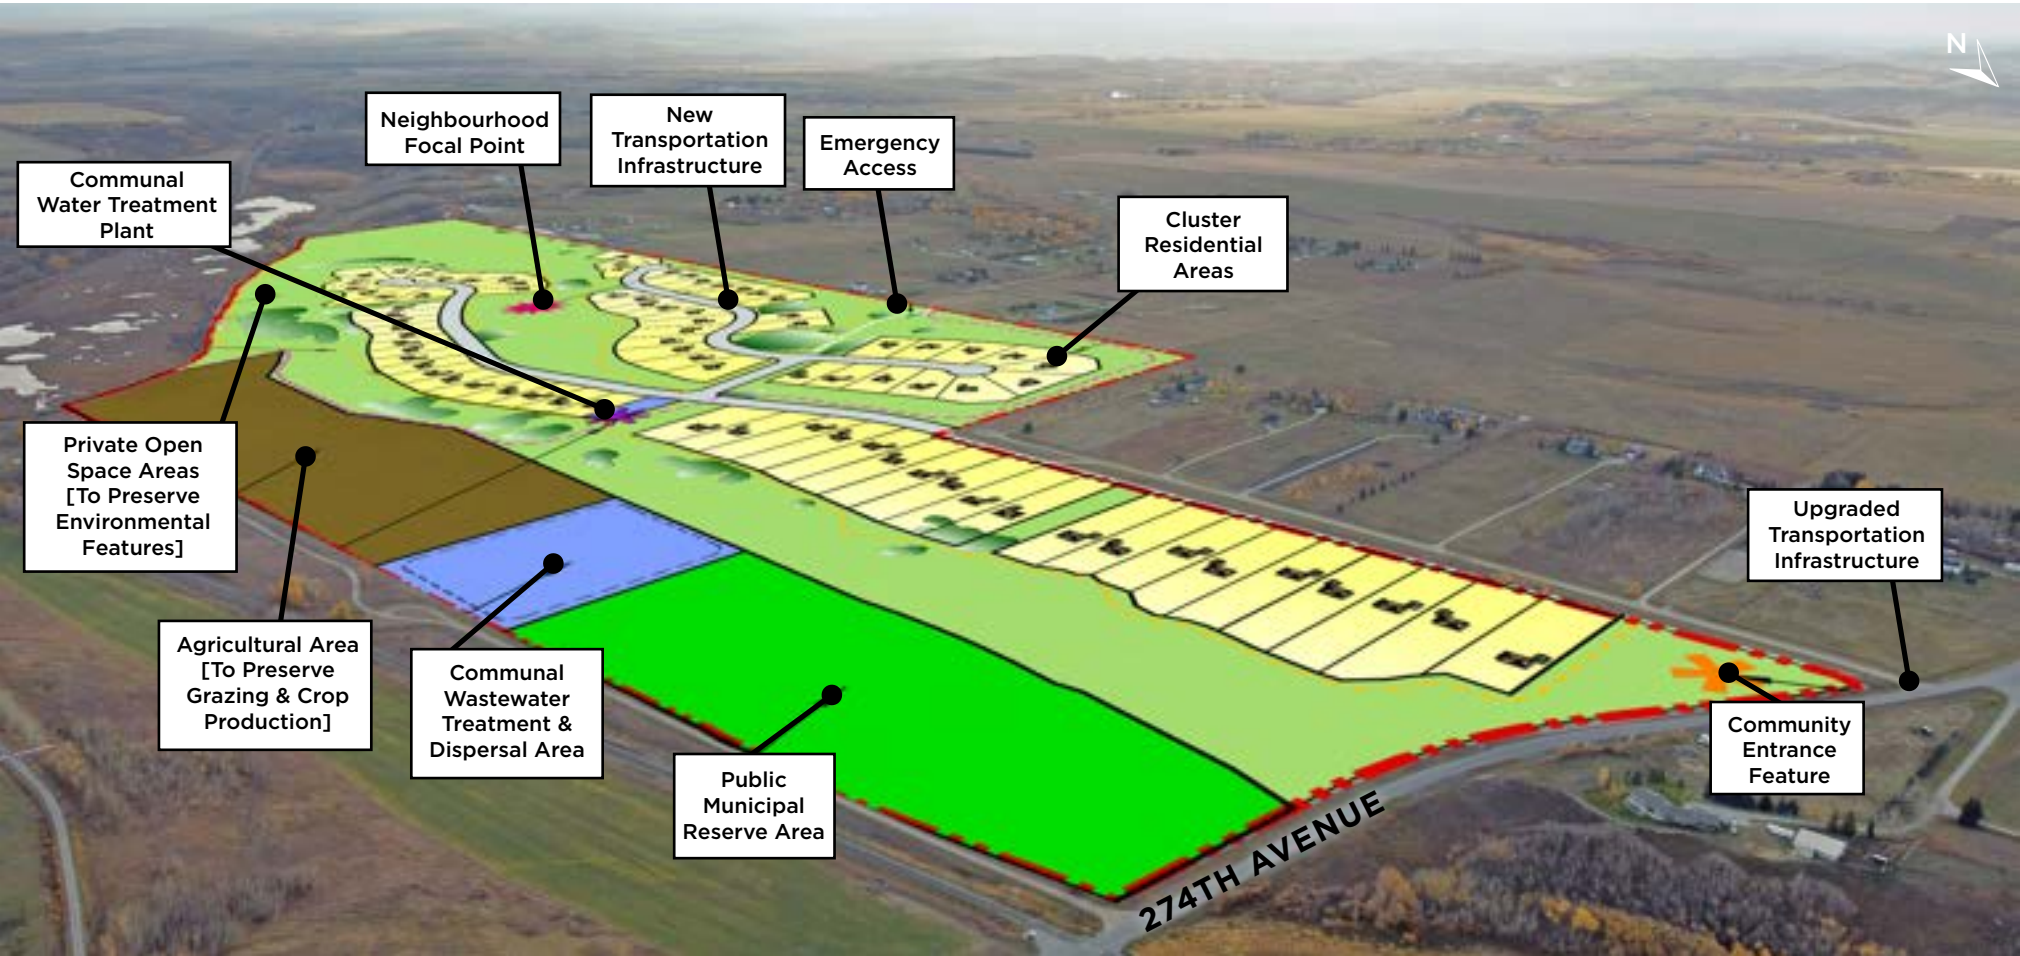 N
Neighbourhood
Focal Point
New
Transportation
Infrastructure
Emergency
Access
Communal
Water Treatment
Plant
Cluster
Residential
Areas
Private Open
Space Areas
[To Preserve
Environmental
Features]
Upgraded
Transportation
Infrastructure
Agricultural Area
[To Preserve
Grazing & Crop
Production]
Communal
Wastewater
Treatment &
Dispersal Area
Public
Municipal
Reserve Area
Community
Entrance
Feature
274TH AVENUE